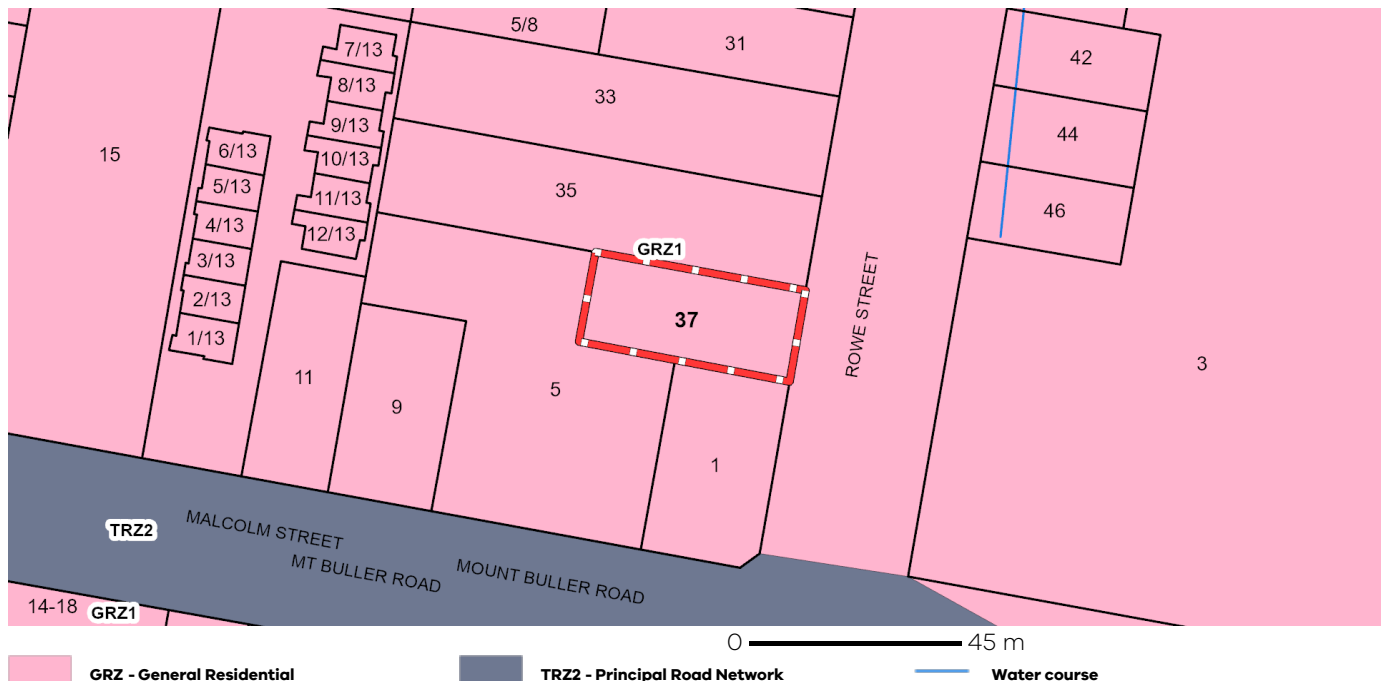 5/8
31
42
7/13
8/13
33
9/13
44
6/13
15
10/13
5/13
35
11/13
4/13
46
12/13
GRZ1
3/13
2/13
37
ROWE STREET
1/13
3
11
5
9
1
TRZ2
MALCOLM STREET
MT BULLER ROAD
MOUNT BULLER ROAD
14-18
GRZ1
0 45 m
GRZ - General Residential
TRZ2 - Principal Road Network
Water course